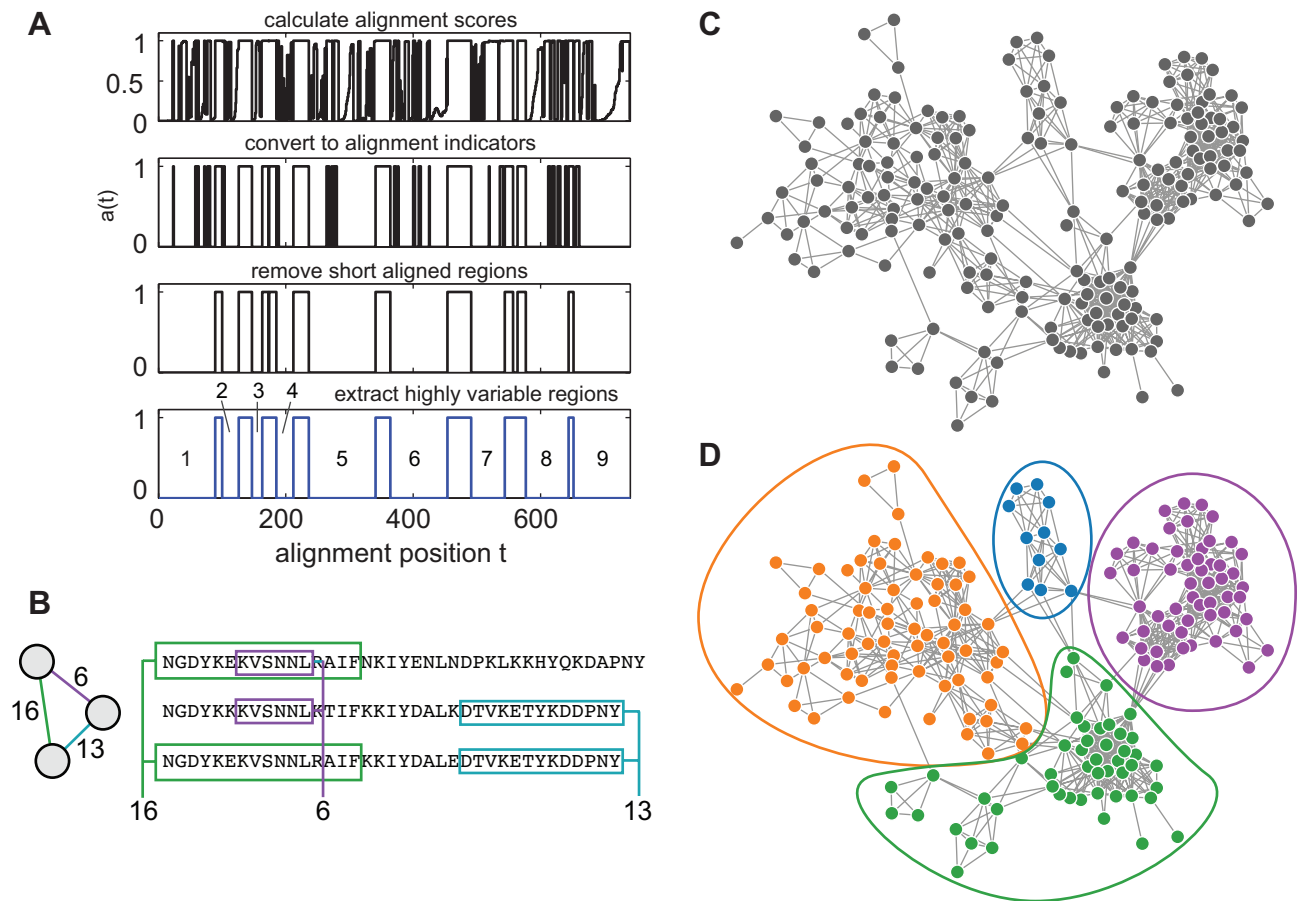 A
calculate alignment scores
1
0.5
0
convert to alignment indicators
1
0
a(t)
remove short aligned regions
1
0
2 3 4 extract highly variable regions
1
1 5 6 7 8 9
0
0 200 400 600
alignment position t
B
6
16
13
NGDYKEKVSNNLRAIFNKIYENLNDPKLKKHYQKDAPNY
NGDYKKKVSNNLKTIFKKIYDALKDTVKETYKDDPNY
NGDYKEKVSNNLRAIFKKIYDALEDTVKETYKDDPNY
16 6 13
C
D